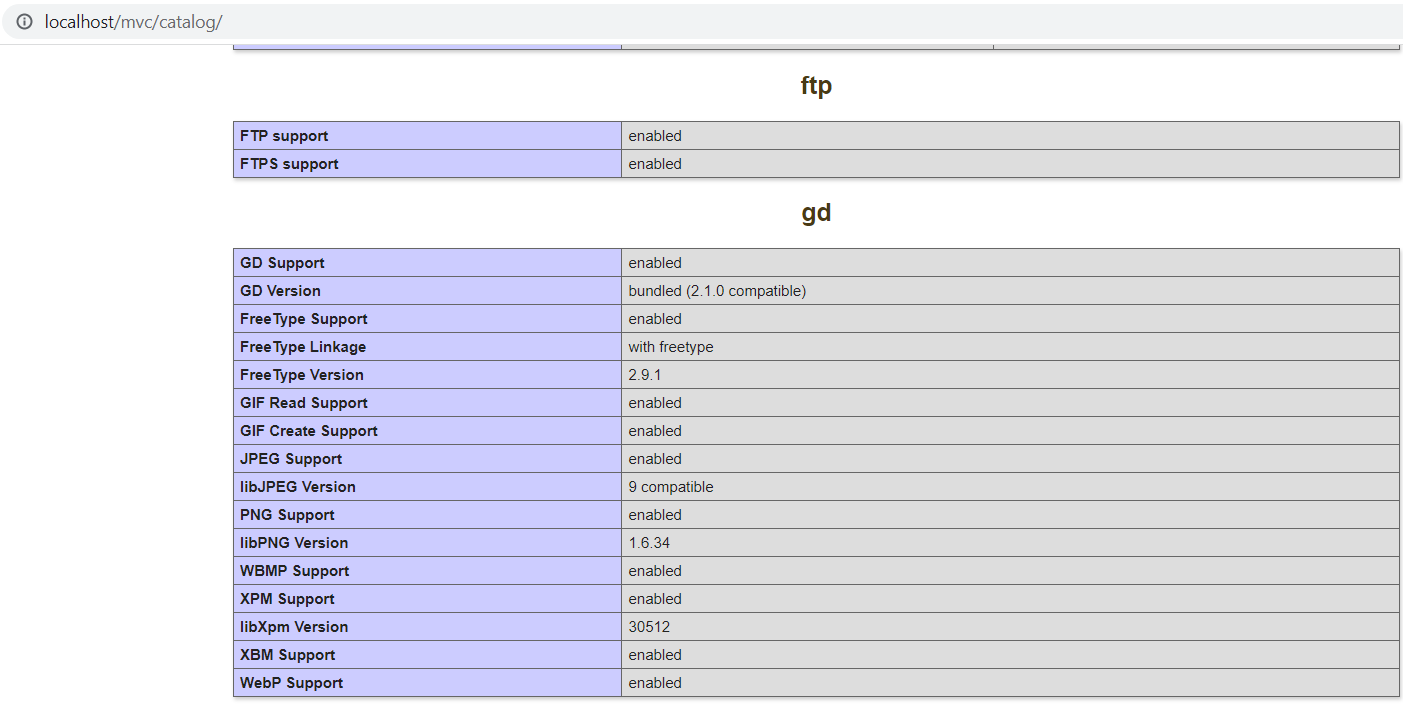 localhost/mvc/catalog/
ftp
FTP support enabled
FTPS support enabled
gd
GD Support enabled
GD Version bundled (2.1.0 compatible)
FreeType Support enabled
FreeType Linkage with freetype
FreeType Version 2.9.1
GIF Read Support enabled
GIF Create Support enabled
JPEG Support enabled
libJPEG Version 9 compatible
PNG Support enabled
libPNG Version 1.6.34
WBMP Support enabled
XPM Support enabled
libXpm Version 30512
XBM Support enabled
WebP Support enabled